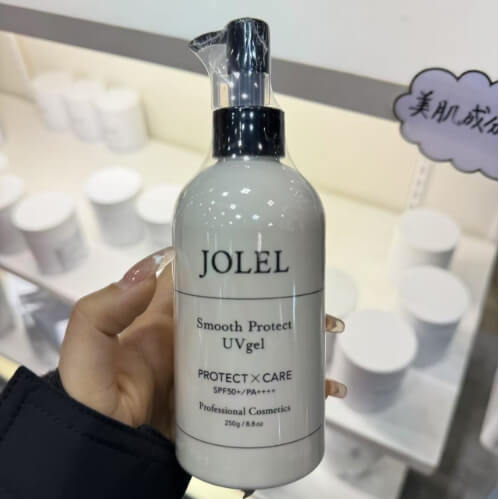 JOLEL
Smooth Protect
UVgel
PROTECT×CARE
SPF50+/PA++++
Professional Cosmetics
250g / 8.8oz
美肌成分